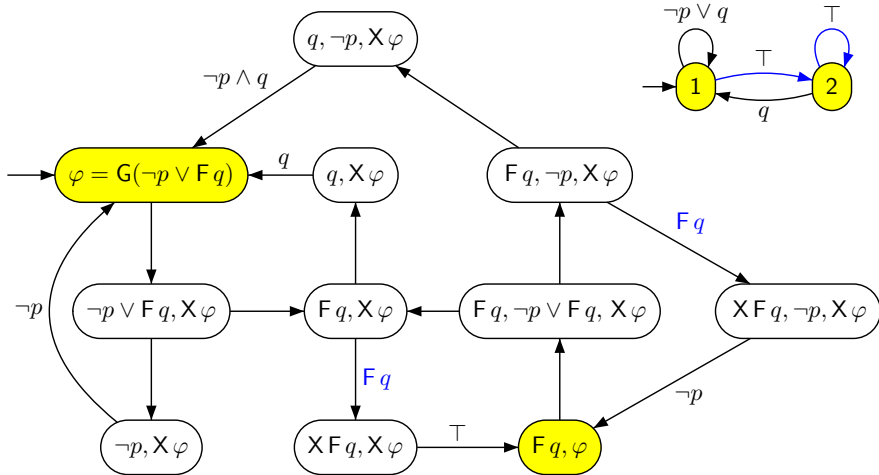 q, ¬p, X φ
¬p ∨ q
⊤
⊤
1
2
q
¬p ∧ q
φ = G(¬p ∨ F q)
q
q, X φ
F q, ¬p, X φ
F q
¬p
¬p ∨ F q, X φ
F q, X φ
F q, ¬p ∨ F q, X φ
X F q, ¬p, X φ
F q
¬p
¬p, X φ
X F q, X φ
⊤
F q, φ